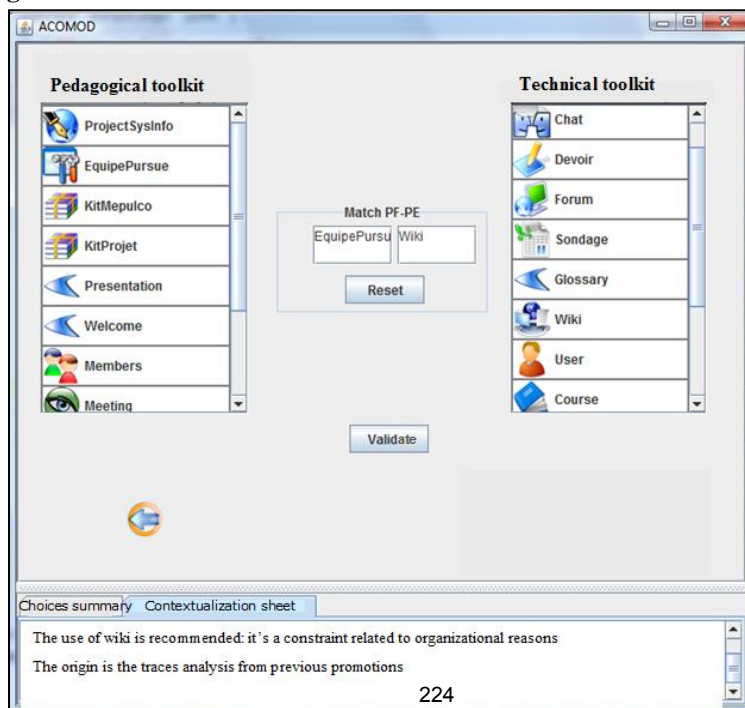 ACOMOD
Pedagogical toolkit
ProjectSysInfo
EquipePursue
KitMepulco
KitProjet
Presentation
Welcome
Members
Meeting
Match PF-PE
EquipePursu Wiki
Reset
Validate
Technical toolkit
Chat
Devoir
Forum
Sondage
Glossary
Wiki
User
Course
Choices summary Contextualization sheet
The use of wiki is recommended: it's a constraint related to organizational reasons
The origin is the traces analysis from previous promotions
224